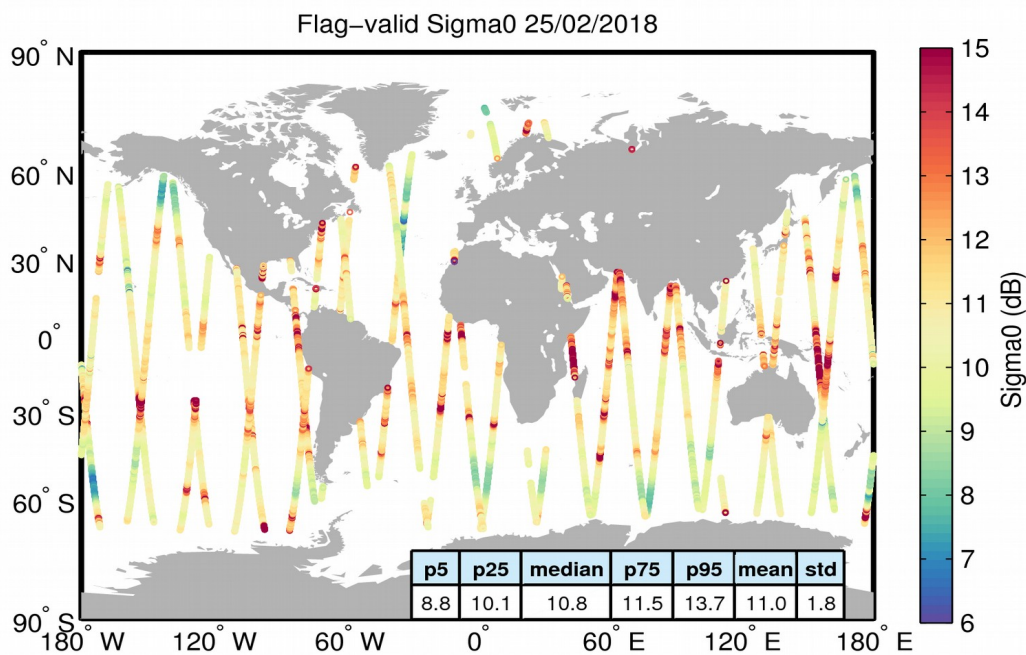 Flag−valid Sigma0 25/02/2018
90° N
60° N
30° N
0°
30° S
60° S
90° S
180° W
120° W
60° W
0°
60° E
120° E
180° E
p5 p25 median p75 p95 mean std
8.8 10.1 10.8 11.5 13.7 11.0 1.8
15
14
13
12
11
10
9
8
7
6
Sigma0 (dB)